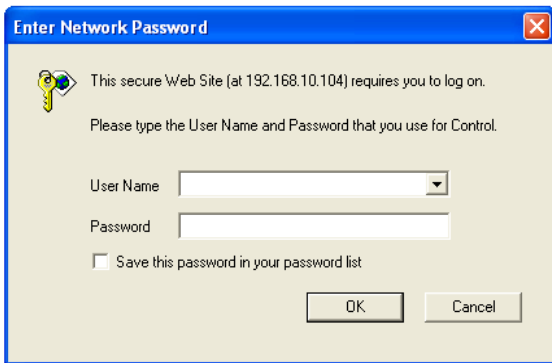 Enter Network Password
This secure Web Site (at 192.168.10.104) requires you to log on.
Please type the User Name and Password that you use for Control.
User Name
Password
Save this password in your password list
OK Cancel